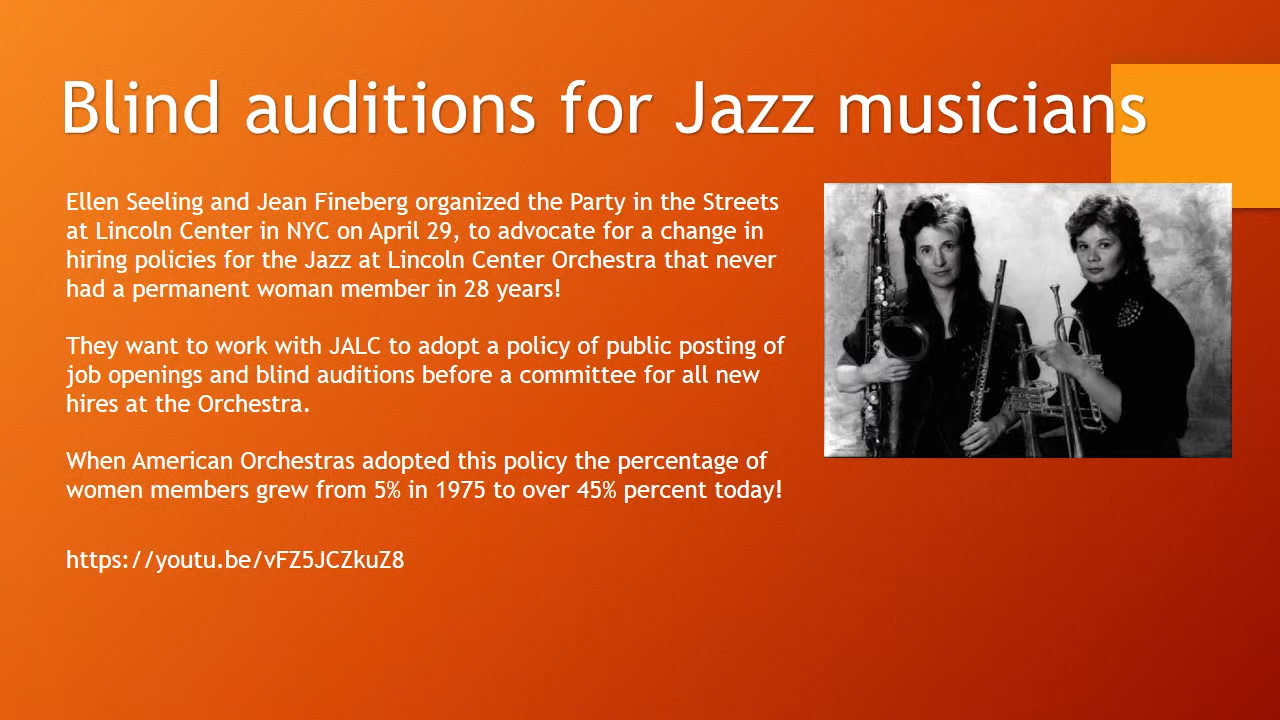 Blind auditions for Jazz musicians
Ellen Seeling and Jean Fineberg organized the Party in the Streets
at Lincoln Center in NYC on April 29, to advocate for a change in
hiring policies for the Jazz at Lincoln Center Orchestra that never
had a permanent woman member in 28 years!
They want to work with JALC to adopt a policy of public posting of
job openings and blind auditions before a committee for all new
hires at the Orchestra.
When American Orchestras adopted this policy the percentage of
women members grew from 5% in 1975 to over 45% percent today!
https://youtu.be/vFZ5JCZkuZ8